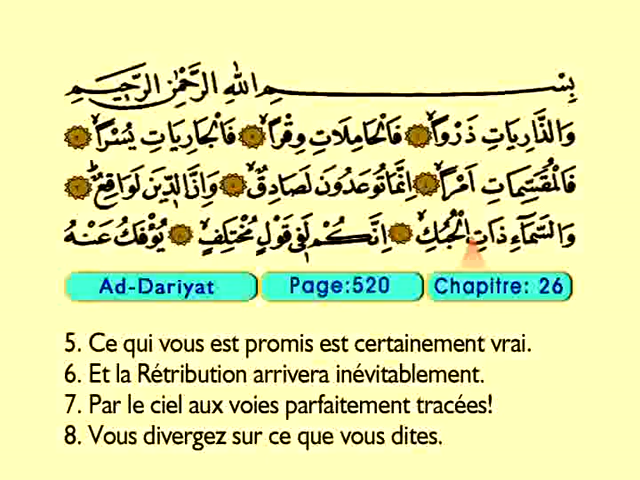 بِسْمِ اللهِ الرَّحْمٰنِ الرَّحِيمِ
وَالذَّارِيَاتِ ذَرْوًا فَالْحَامِلَاتِ وِقْرًا فَالْجَارِيَاتِ يُسْرًا
فَالْمُقَسِّمَاتِ اَمْرًا اِنَّمَا تُوعَدُونَ لَصَادِقٌ وَاِنَّ الدِّينَ لَوَاقِعٌ
وَالسَّمَاءِ ذَاتِ الْحُبُكِ اِنَّكُمْ لَفِي قَوْلٍ مُخْتَلِفٍ يُؤْفَكُ عَنْهُ
Ad-Dariyat Page:520 Chapitre: 26
5. Ce qui vous est promis est certainement vrai.
6. Et la Rétribution arrivera inévitablement.
7. Par le ciel aux voies parfaitement tracées!
8. Vous divergez sur ce que vous dites.